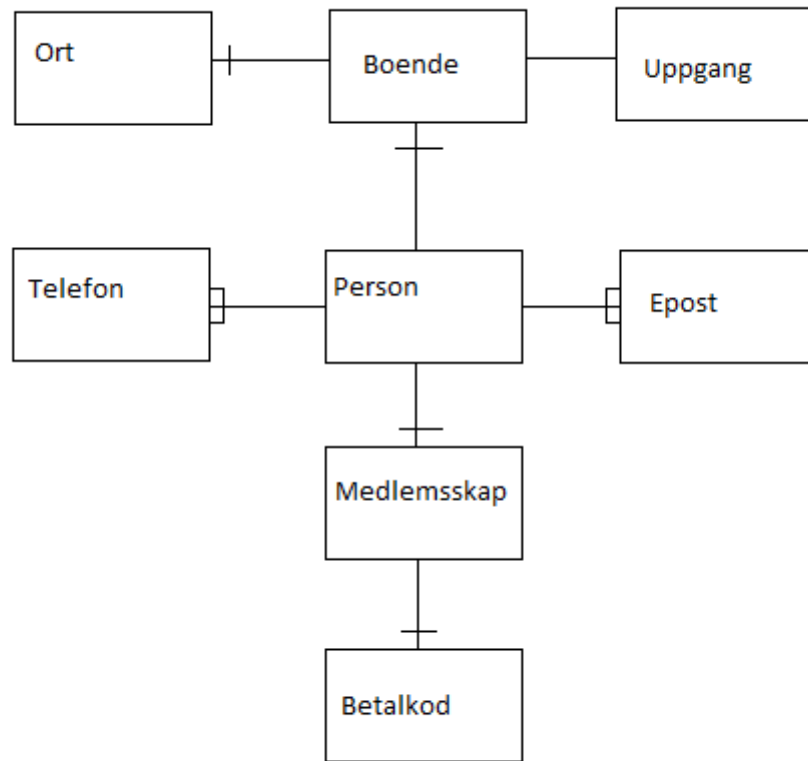 Ort
Boende
Uppgang
Telefon
Person
Epost
Medlemsskap
Betalkod